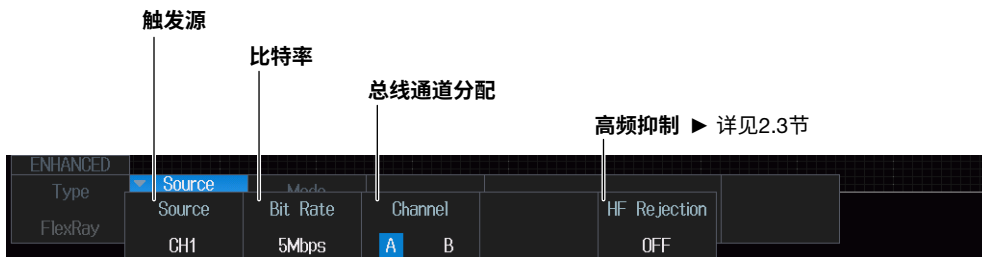 触发源
比特率
总线通道分配
高频抑制 ► 详见2.3节
ENHANCED
Type
Source
Mode
FlexRay
Source
Bit Rate
Channel
HF Rejection
CH1
5Mbps
A
B
OFF